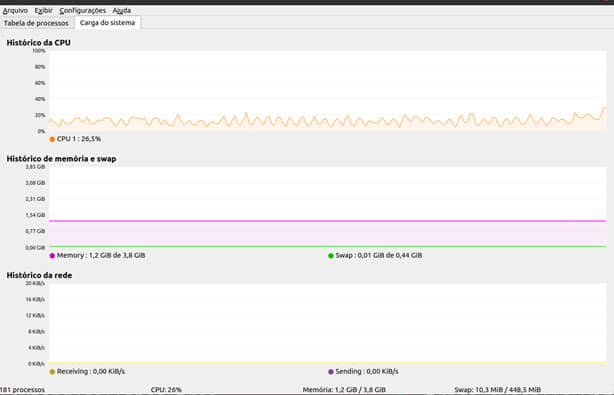 Arquivo Exibir Configurações Ajuda
Tabela de processos Carga do sistema
Histórico da CPU
100%
80%
60%
40%
20%
0%
CPU 1 : 26,5%
Histórico de memória e swap
3,85 GiB
3,08 GiB
2,31 GiB
1,54 GiB
0,77 GiB
0,00 GiB
Memory : 1,2 GiB de 3,8 GiB Swap : 0,01 GiB de 0,44 GiB
Histórico da rede
20 KiB/s
16 KiB/s
12 KiB/s
8 KiB/s
4 KiB/s
0 KiB/s
Receiving : 0,00 KiB/s Sending : 0,00 KiB/s
181 processos CPU: 26% Memória: 1,2 GiB / 3,8 GiB Swap: 10,3 MiB / 448,5 MiB